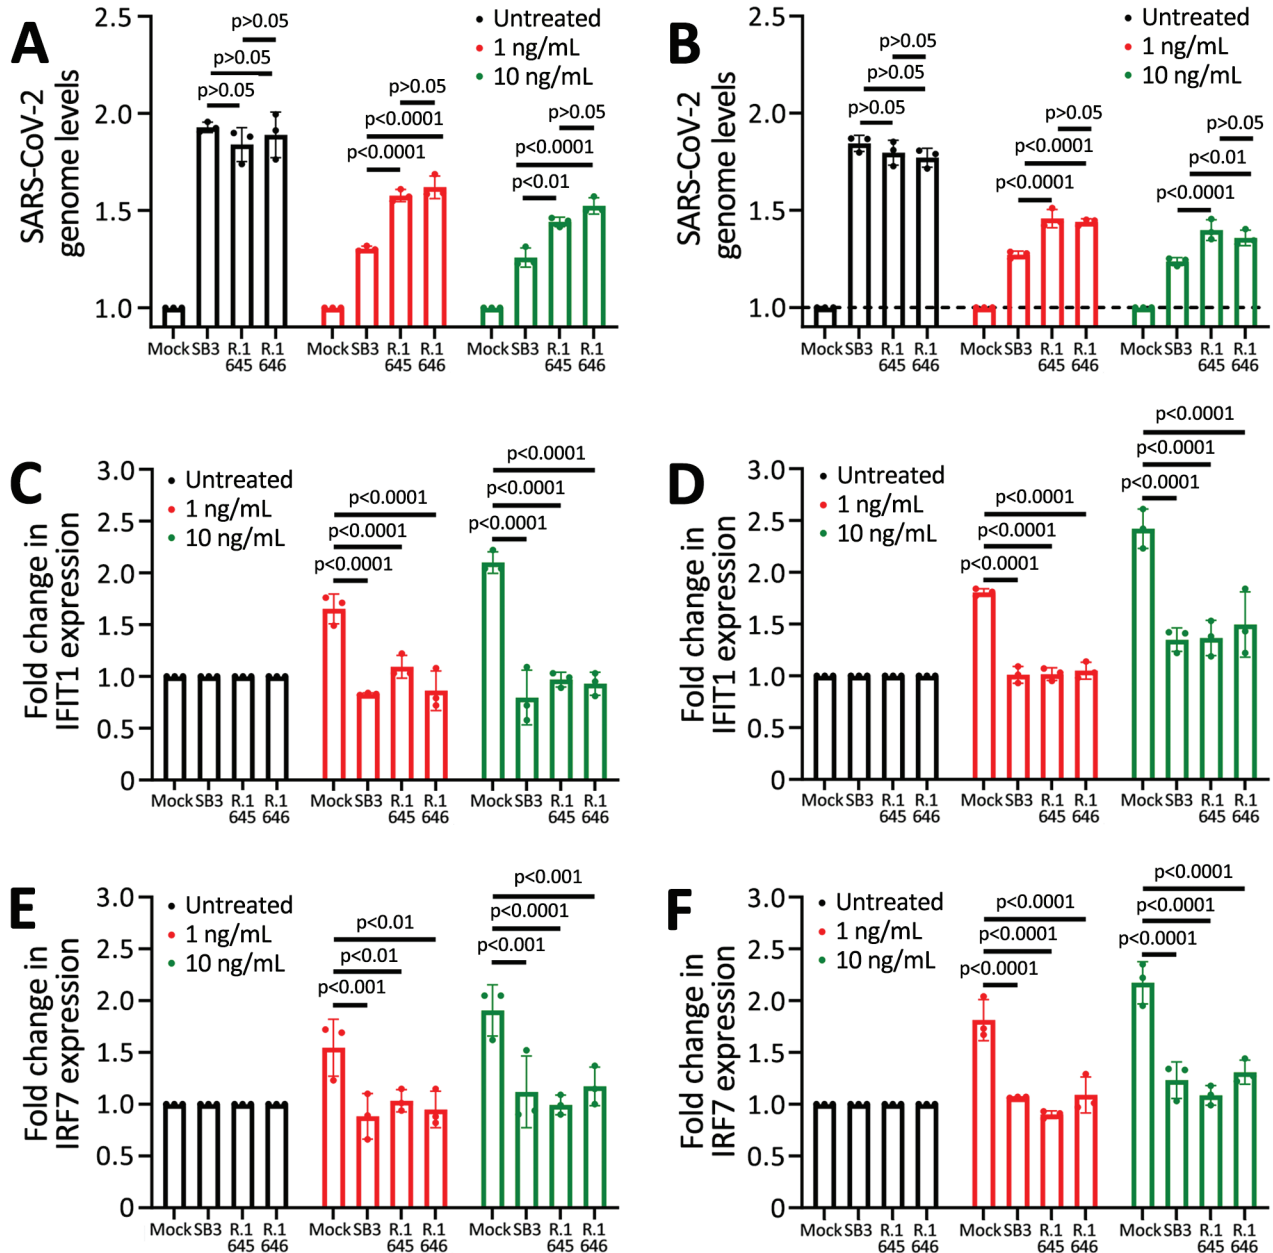 A
SARS-CoV-2
genome levels
2.5
2.0
1.5
1.0
Untreated
1 ng/mL
10 ng/mL
p>0.05
p>0.05
p>0.05
p>0.05
p<0.0001
p<0.0001
p>0.05
p<0.0001
p<0.01
Mock SB3 R.1 R.1 Mock SB3 R.1 R.1 Mock SB3 R.1 R.1
645 646 645 646 645 646
B
SARS-CoV-2
genome levels
2.5
2.0
1.5
1.0
Untreated
1 ng/mL
10 ng/mL
p>0.05
p>0.05
p>0.05
p>0.05
p<0.0001
p<0.0001
p>0.05
p<0.01
p<0.0001
Mock SB3 R.1 R.1 Mock SB3 R.1 R.1 Mock SB3 R.1 R.1
645 646 645 646 645 646
C
Fold change in
IFIT1 expression
3.0
2.5
2.0
1.5
1.0
0.5
0
Untreated
1 ng/mL
10 ng/mL
p<0.0001
p<0.0001
p<0.0001
p<0.0001
p<0.0001
p<0.0001
Mock SB3 R.1 R.1 Mock SB3 R.1 R.1 Mock SB3 R.1 R.1
645 646 645 646 645 646
D
Fold change in
IFIT1 expression
3.0
2.5
2.0
1.5
1.0
0.5
0
Untreated
1 ng/mL
10 ng/mL
p<0.0001
p<0.0001
p<0.0001
p<0.0001
p<0.0001
p<0.0001
Mock SB3 R.1 R.1 Mock SB3 R.1 R.1 Mock SB3 R.1 R.1
645 646 645 646 645 646
E
Fold change in
IRF7 expression
3.0
2.5
2.0
1.5
1.0
0.5
0
Untreated
1 ng/mL
10 ng/mL
p<0.01
p<0.01
p<0.001
p<0.001
p<0.0001
p<0.001
Mock SB3 R.1 R.1 Mock SB3 R.1 R.1 Mock SB3 R.1 R.1
645 646 645 646 645 646
F
Fold change in
IRF7 expression
3.0
2.5
2.0
1.5
1.0
0.5
0
Untreated
1 ng/mL
10 ng/mL
p<0.0001
p<0.0001
p<0.0001
p<0.0001
p<0.0001
p<0.0001
Mock SB3 R.1 R.1 Mock SB3 R.1 R.1 Mock SB3 R.1 R.1
645 646 645 646 645 646